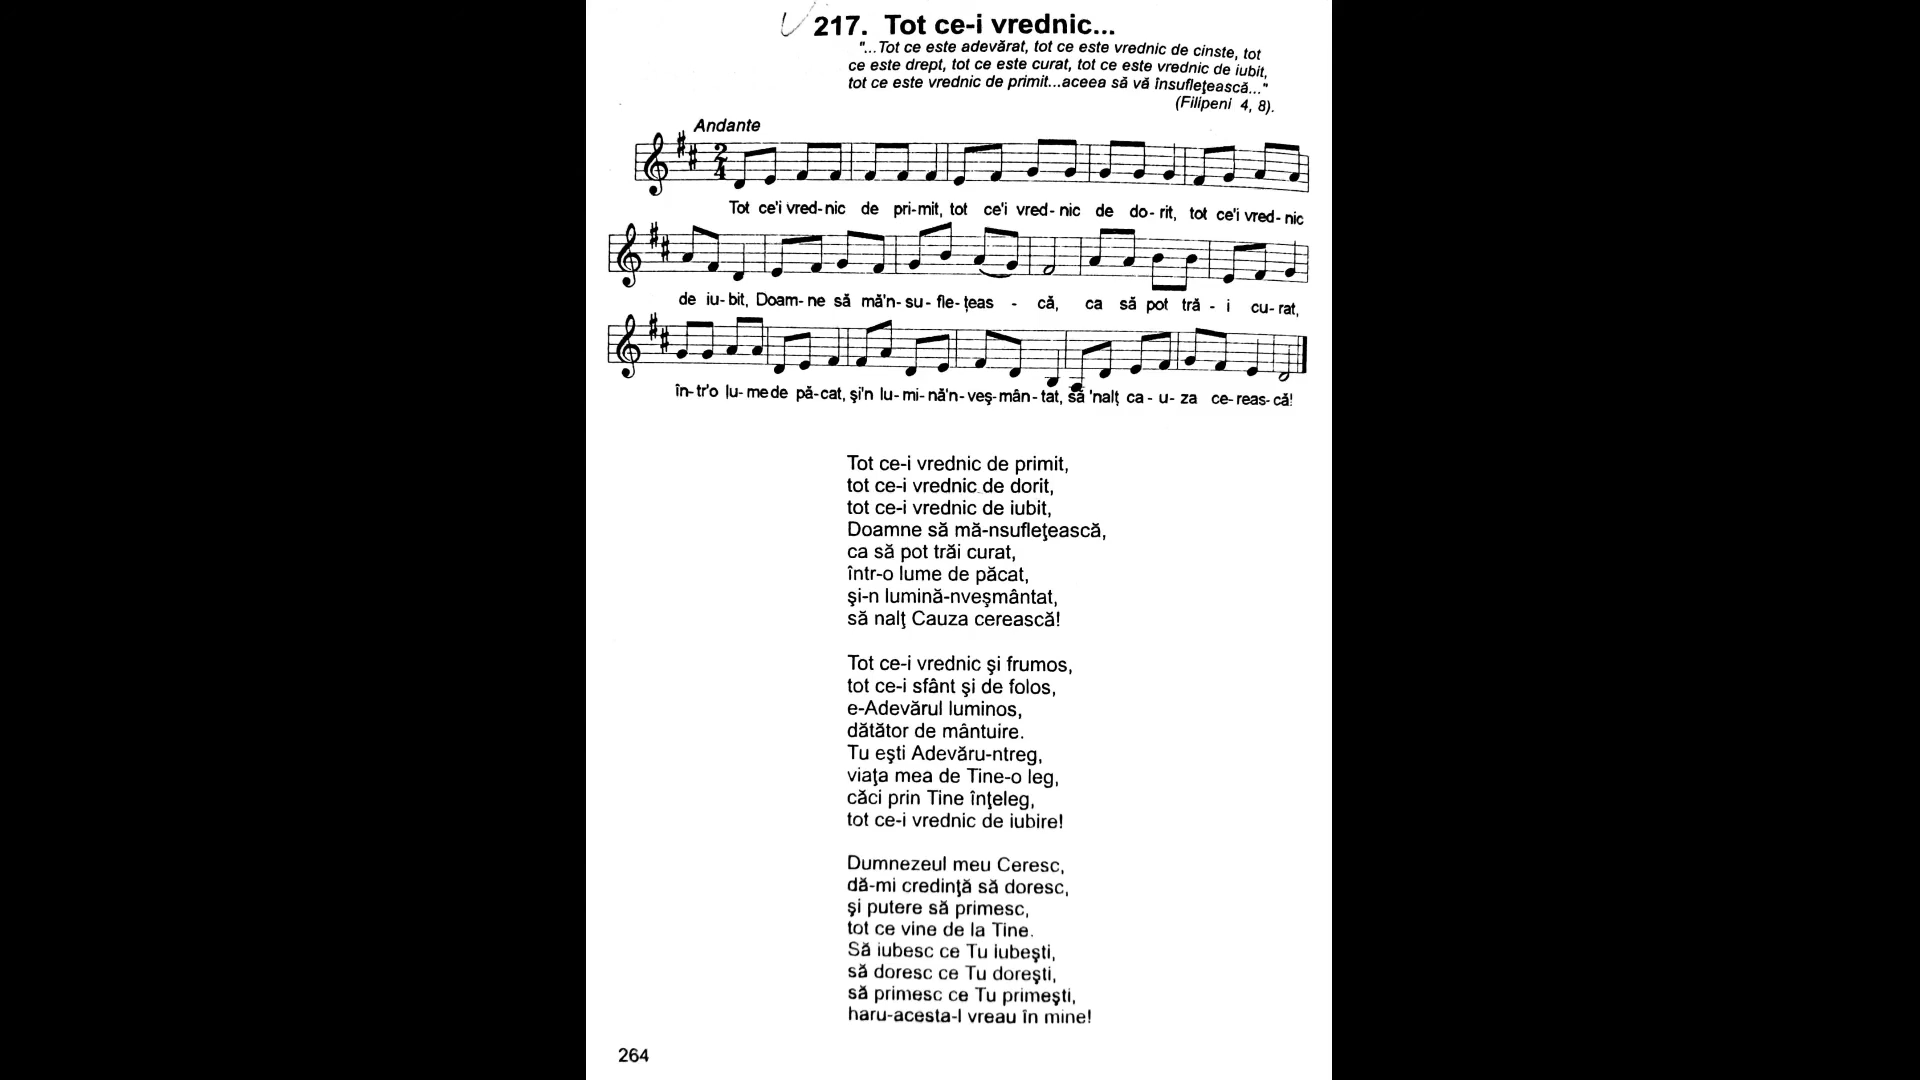 217. Tot ce-i vrednic...
"...Tot ce este adevărat, tot ce este vrednic de cinste, tot
ce este drept, tot ce este curat, tot ce este vrednic de iubit,
tot ce este vrednic de primit...aceea să vă însufleţească..."
(Filipeni 4, 8).
Andante
2
4
Tot ce'i vred-nic de pri-mit, tot ce'i vred-nic de do-rit, tot ce'i vred-nic
de iu-bit, Doam-ne să mă'n-su-fle-ţeas - că, ca să pot tră - i cu-rat,
în-tr'o lu-me de pă-cat, şi'n lu-mi-nă'n-veş-mân-tat, să 'nalţ ca-u-za ce-reas-că!
Tot ce-i vrednic de primit,
tot ce-i vrednic de dorit,
tot ce-i vrednic de iubit,
Doamne să mă-nsufleţească,
ca să pot trăi curat,
într-o lume de păcat,
şi-n lumină-nveşmântat,
să nalţ Cauza cerească!
Tot ce-i vrednic şi frumos,
tot ce-i sfânt şi de folos,
e-Adevărul luminos,
dătător de mântuire.
Tu eşti Adevăru-ntreg,
viaţa mea de Tine-o leg,
căci prin Tine înţeleg,
tot ce-i vrednic de iubire!
Dumnezeul meu Ceresc,
dă-mi credinţă să doresc,
şi putere să primesc,
tot ce vine de la Tine.
Să iubesc ce Tu iubeşti,
să doresc ce Tu doreşti,
să primesc ce Tu primeşti,
haru-acesta-l vreau în mine!
264